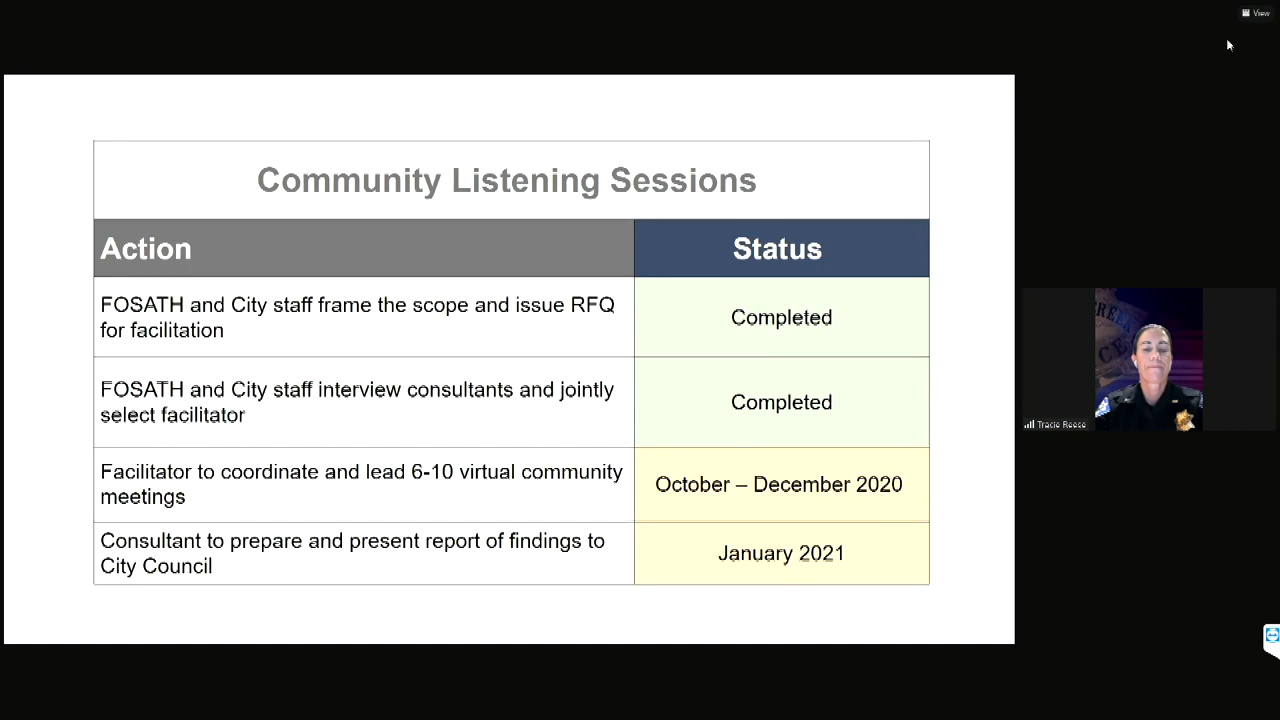 View
Community Listening Sessions
Action
Status
FOSATH and City staff frame the scope and issue RFQ
for facilitation
Completed
FOSATH and City staff interview consultants and jointly
select facilitator
Completed
Facilitator to coordinate and lead 6-10 virtual community
meetings
October – December 2020
Consultant to prepare and present report of findings to
City Council
January 2021
Tracie Reese